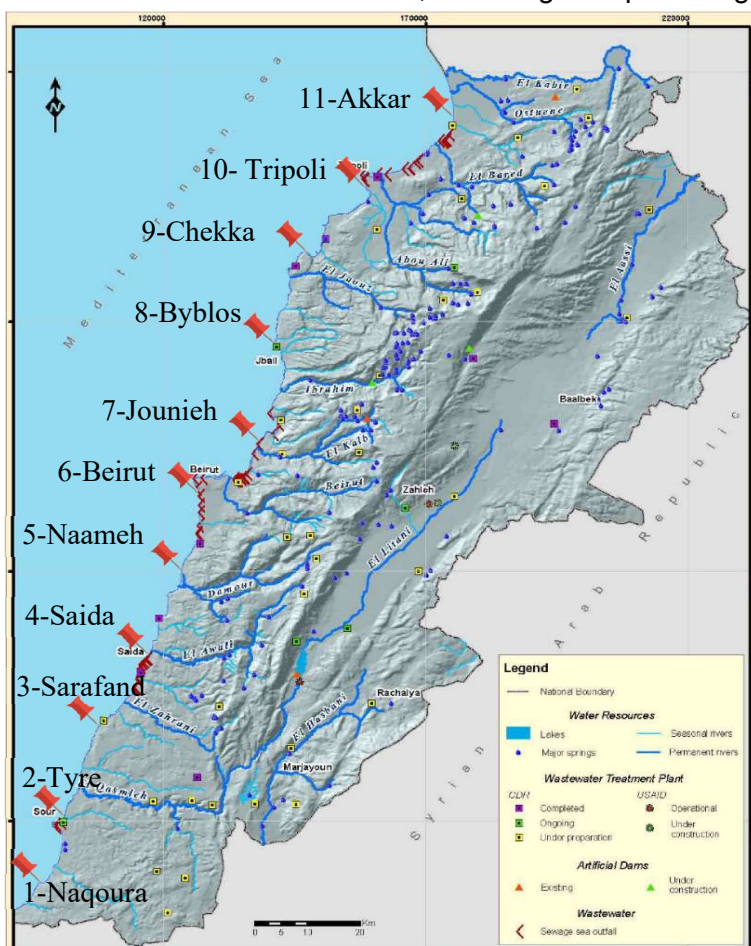 120000
170000
220000
N
Mediterranean Sea
El Kabir
11-Akkar
Ostuene
10- Tripoli
El Bared
9-Chekka
El Aassi
Abou Ali
El Jaouz
8-Byblos
Jbail
Ibrahim
7-Jounieh
Baalbek
El Kalb
6-Beirut
Beirut
Beirut
Zahleh
5-Naameh
El Litani
Damour
Syrian Arab Republic
4-Saida
Saida
El Awali
3-Sarafand
El Zahrani
Rachaiya
El Hasbani
Marjayoun
2-Tyre
Qasmieh
Sour
1-Naqoura
Km
0 5 10 20
Legend
National Boundary
Water Resources
Lakes
Seasonal rivers
Major springs
Permanent rivers
Wastewater Treatment Plant
CDR
USAID
Completed
Operational
Ongoing
Under construction
Under preparation
Artificial Dams
Existing
Under construction
Wastewater
Sewage sea outfall